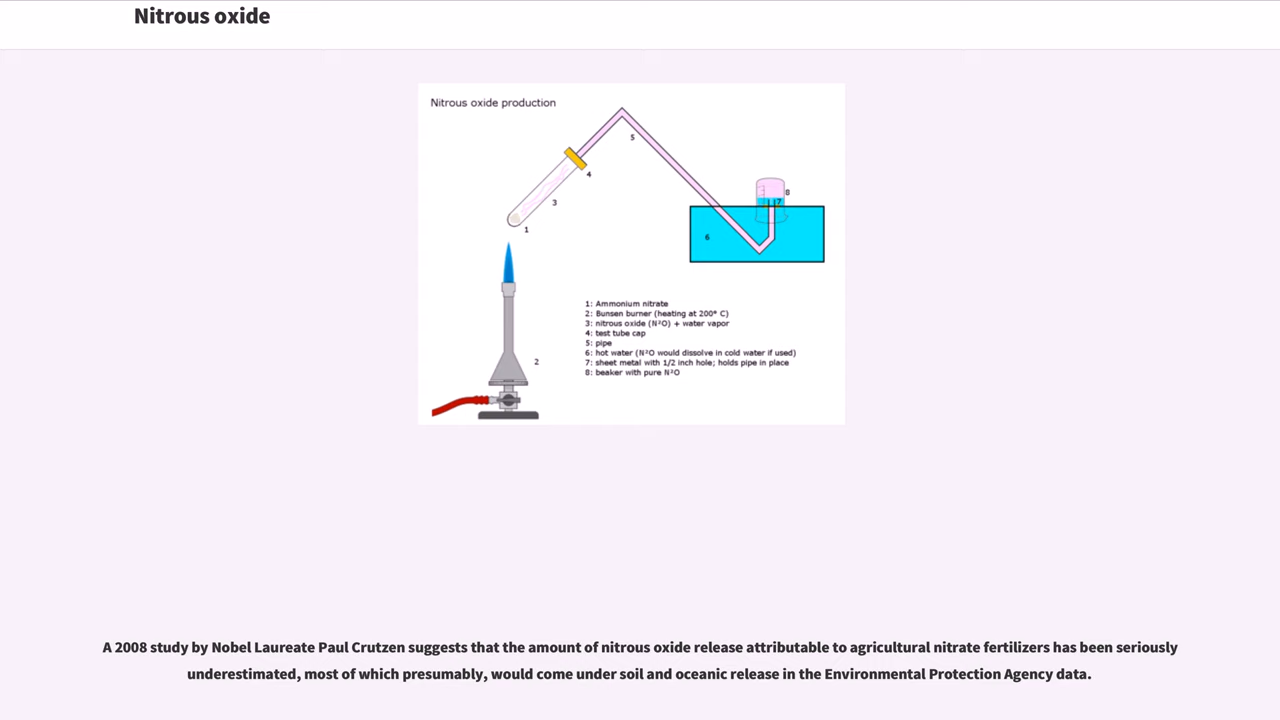 Nitrous oxide
Nitrous oxide production
5
4
3
1
8
7
6
2
1: Ammonium nitrate
2: Bunsen burner (heating at 200° C)
3: nitrous oxide (N²O) + water vapor
4: test tube cap
5: pipe
6: hot water (N²O would dissolve in cold water if used)
7: sheet metal with 1/2 inch hole; holds pipe in place
8: beaker with pure N²O
A 2008 study by Nobel Laureate Paul Crutzen suggests that the amount of nitrous oxide release attributable to agricultural nitrate fertilizers has been seriously
underestimated, most of which presumably, would come under soil and oceanic release in the Environmental Protection Agency data.